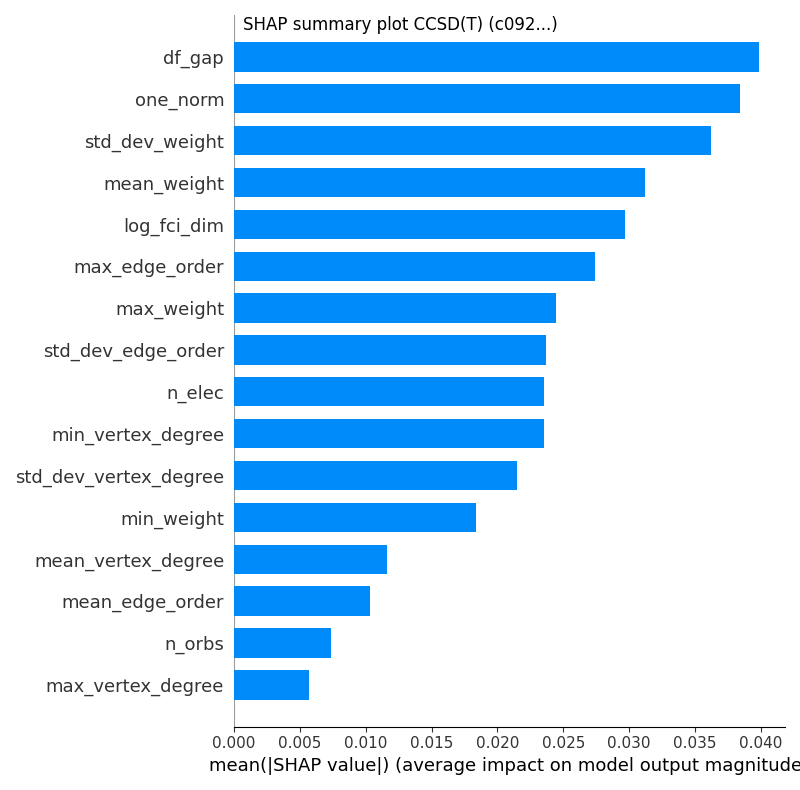 SHAP summary plot CCSD(T) (c092...)
df_gap
one_norm
std_dev_weight
mean_weight
log_fci_dim
max_edge_order
max_weight
std_dev_edge_order
n_elec
min_vertex_degree
std_dev_vertex_degree
min_weight
mean_vertex_degree
mean_edge_order
n_orbs
max_vertex_degree
0.000 0.005 0.010 0.015 0.020 0.025 0.030 0.035 0.040
mean(|SHAP value|) (average impact on model output magnitude